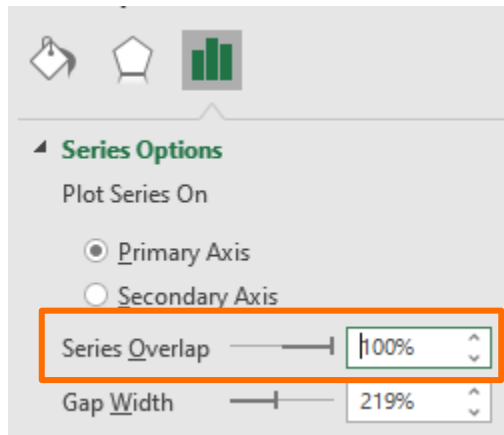 Series Options
Plot Series On
Primary Axis
Secondary Axis
Series Overlap 100%
Gap Width 219%